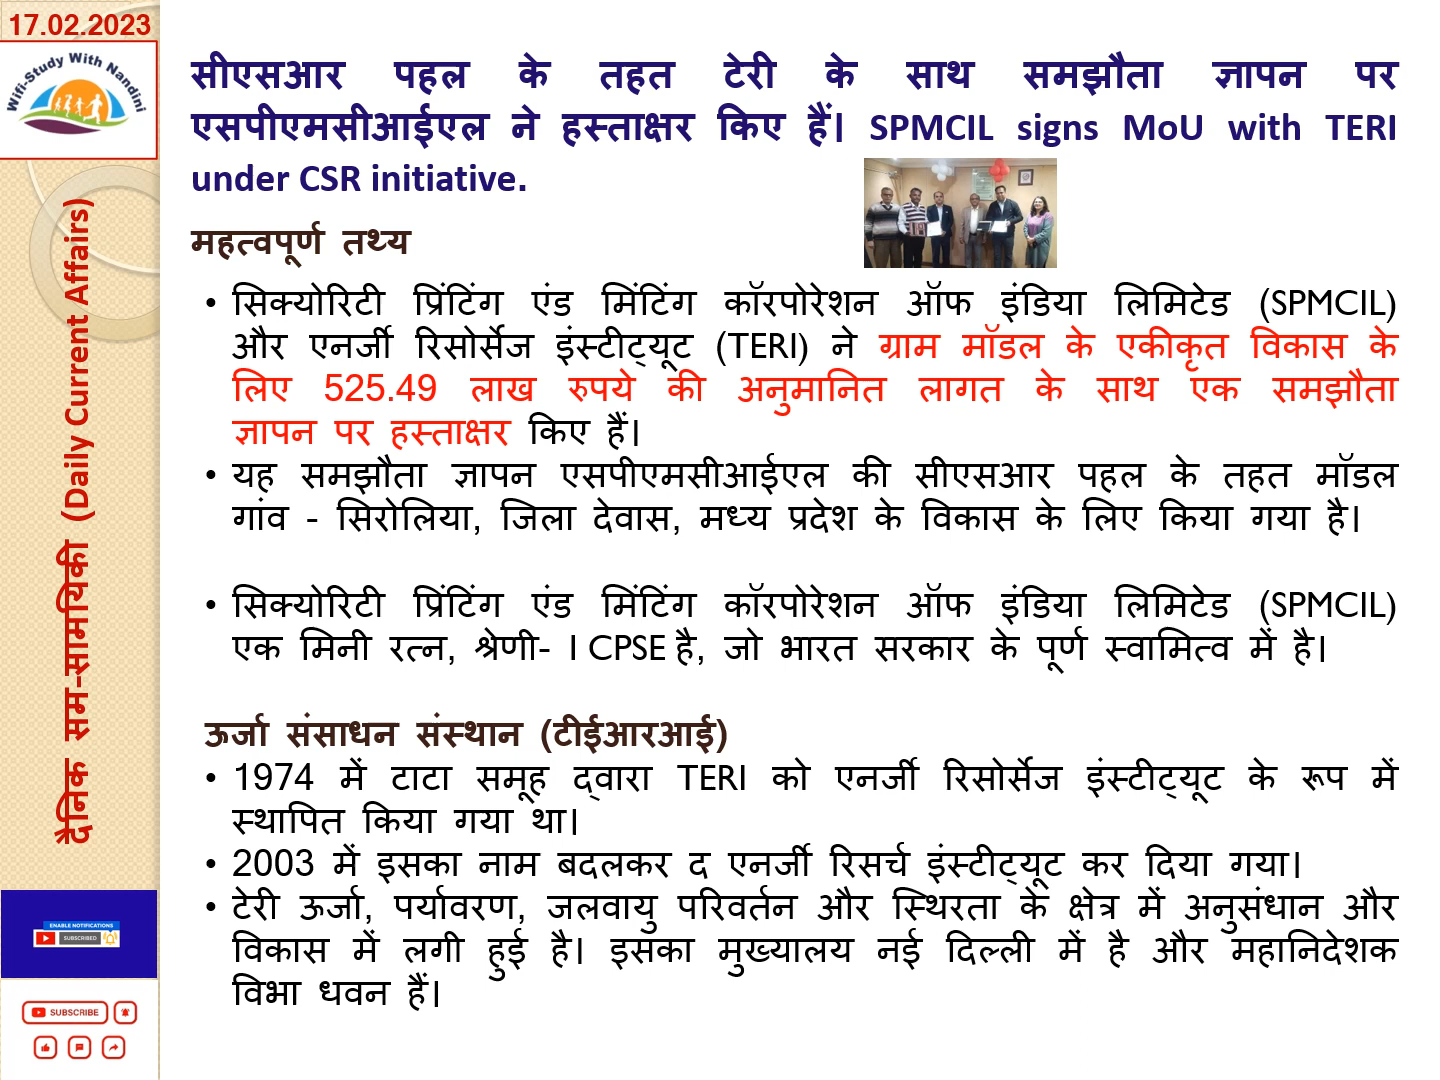 17.02.2023
Wifi-Study With Nandini
दैनिक सम-सामयिकी (Daily Current Affairs)
ENABLE NOTIFICATIONS
SUBSCRIBED
SUBSCRIBE
सीएसआर पहल के तहत टेरी के साथ समझौता ज्ञापन पर
एसपीएमसीआईएल ने हस्ताक्षर किए हैं। SPMCIL signs MoU with TERI
under CSR initiative.
महत्वपूर्ण तथ्य
• सिक्योरिटी प्रिंटिंग एंड मिंटिंग कॉरपोरेशन ऑफ इंडिया लिमिटेड (SPMCIL)
और एनर्जी रिसोर्सेज इंस्टीट्यूट (TERI) ने ग्राम मॉडल के एकीकृत विकास के
लिए 525.49 लाख रुपये की अनुमानित लागत के साथ एक समझौता
ज्ञापन पर हस्ताक्षर किए हैं।
• यह समझौता ज्ञापन एसपीएमसीआईएल की सीएसआर पहल के तहत मॉडल
गांव - सिरोलिया, जिला देवास, मध्य प्रदेश के विकास के लिए किया गया है।
• सिक्योरिटी प्रिंटिंग एंड मिंटिंग कॉरपोरेशन ऑफ इंडिया लिमिटेड (SPMCIL)
एक मिनी रत्न, श्रेणी- I CPSE है, जो भारत सरकार के पूर्ण स्वामित्व में है।
ऊर्जा संसाधन संस्थान (टीईआरआई)
• 1974 में टाटा समूह द्वारा TERI को एनर्जी रिसोर्सेज इंस्टीट्यूट के रूप में
स्थापित किया गया था।
• 2003 में इसका नाम बदलकर द एनर्जी रिसर्च इंस्टीट्यूट कर दिया गया।
• टेरी ऊर्जा, पर्यावरण, जलवायु परिवर्तन और स्थिरता के क्षेत्र में अनुसंधान और
विकास में लगी हुई है। इसका मुख्यालय नई दिल्ली में है और महानिदेशक
विभा धवन हैं।